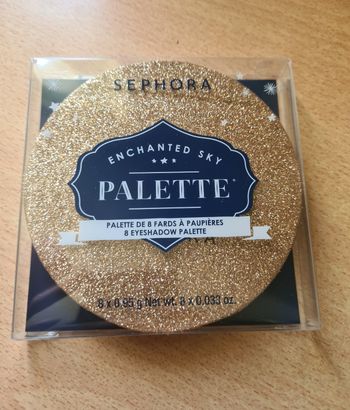 SEPHORA
ENCHANTED SKY
PALETTE
PALETTE DE 8 FARDS À PAUPIÈRES
8 EYESHADOW PALETTE
8 x 0.95 g Net wt. 8 x 0.033 oz.